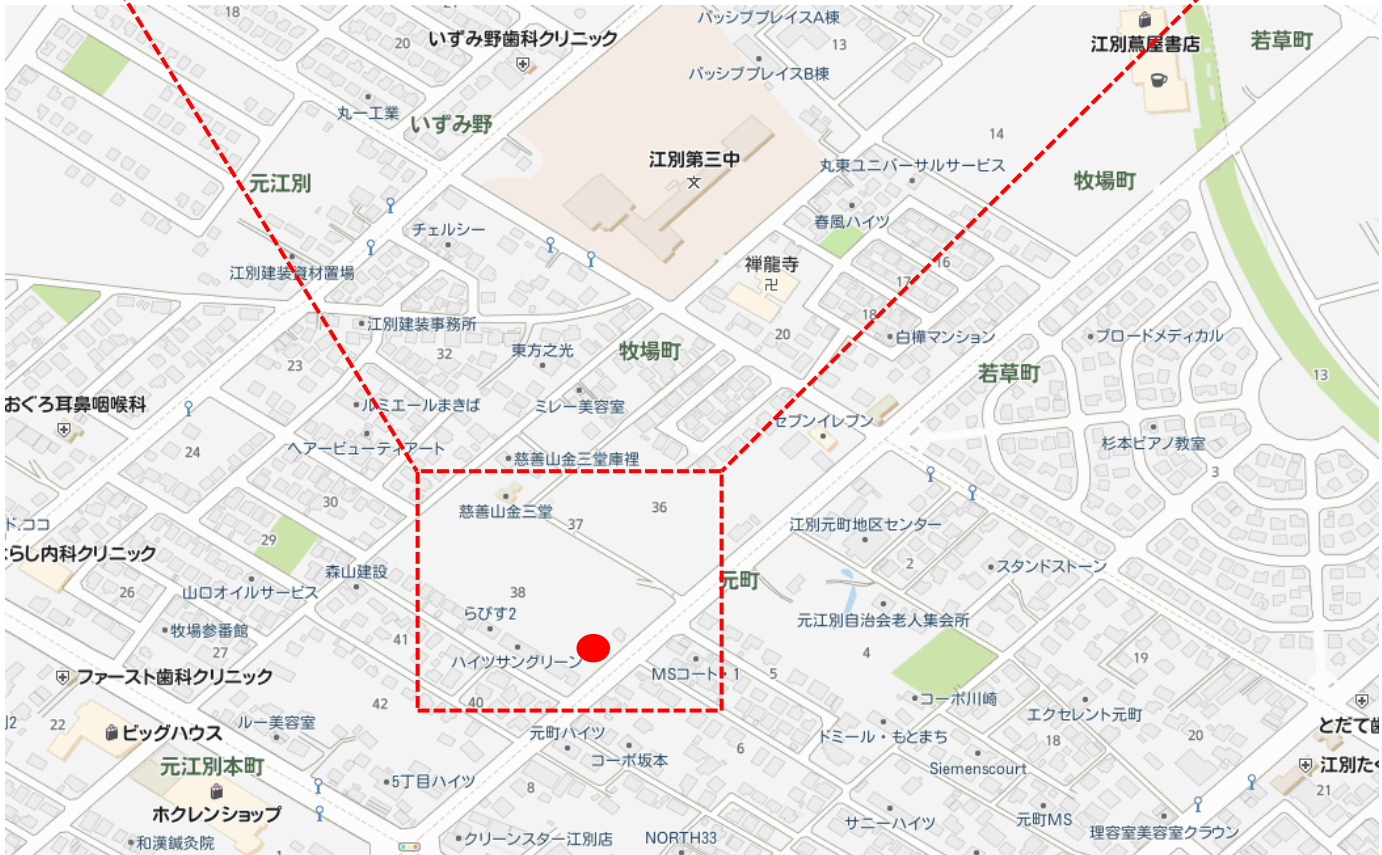 18
パッシブプレイスA棟
いずみ野歯科クリニック
20
13
江別蔦屋書店
若草町
パッシブプレイスB棟
丸一工業
いずみ野
14
江別第三中
文
丸東ユニバーサルサービス
元江別
牧場町
春風ハイツ
チェルシー
江別建装資材置場
禅龍寺
卍
16
17
18
江別建装事務所
20
白樺マンション
ブロードメディカル
32
東方之光
牧場町
23
若草町
13
おぐろ耳鼻咽喉科
ルミエールまきば
ミレー美容室
セブンイレブン
ヘアービューティアート
慈善山金三堂庫裡
杉本ピアノ教室
24
3
30
慈善山金三堂
36
37
江別元町地区センター
ド.ココ
29
らし内科クリニック
森山建設
元町
2
スタンドストーン
26
山口オイルサービス
38
らびす2
元江別自治会老人集会所
牧場参番館
41
27
ハイツサングリーン
MSコート・1
5
4
19
ファースト歯科クリニック
42
40
コーポ川崎
エクセレント元町
22
ビッグハウス
ルー美容室
元町ハイツ
6
ドミール・もとまち
18
20
とだて歯
コーポ坂本
元江別本町
5丁目ハイツ
Siemenscourt
江別たく
8
21
ホクレンショップ
サニーハイツ
元町MS
理容室美容室クラウン
和漢鍼灸院
1
クリーンスター江別店
NORTH33